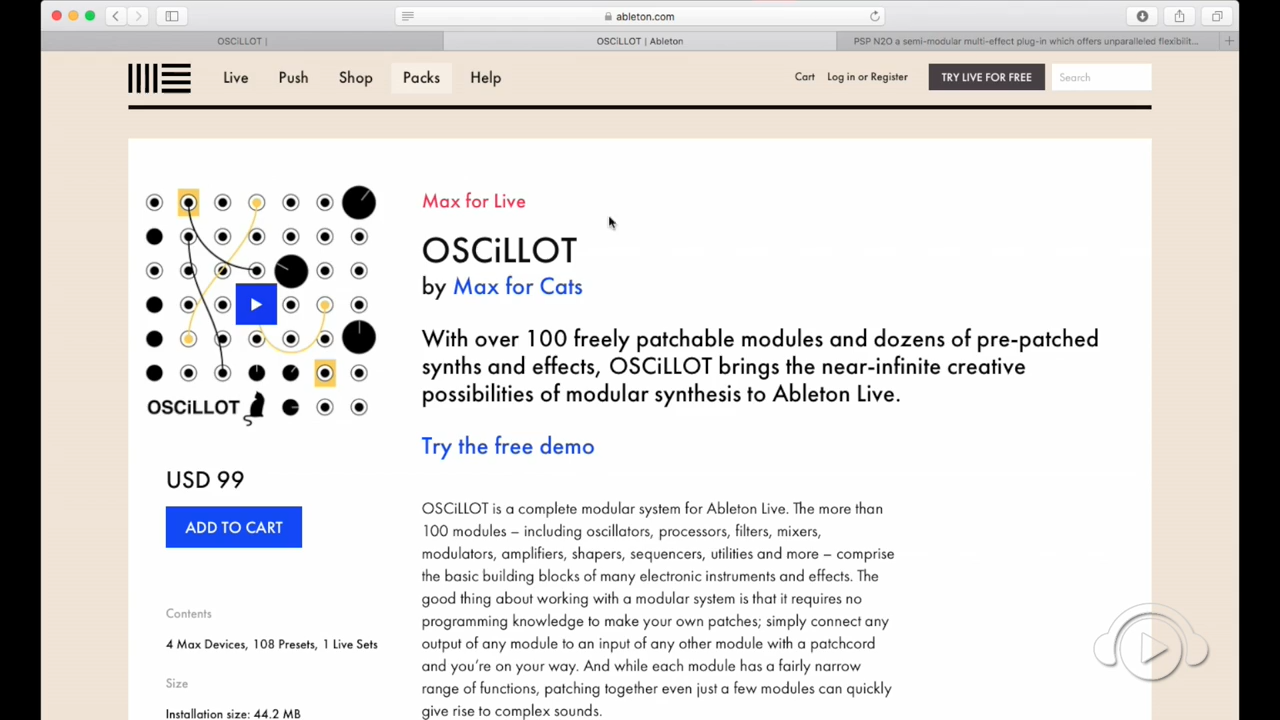 ableton.com
OSCiLLOT |
OSCiLLOT | Ableton
PSP N2O a semi-modular multi-effect plug-in which offers unparalleled flexibilit...
Live
Push
Shop
Packs
Help
Cart
Log in or Register
TRY LIVE FOR FREE
Search
Max for Live
OSCiLLOT
by Max for Cats
With over 100 freely patchable modules and dozens of pre-patched
synths and effects, OSCiLLOT brings the near-infinite creative
possibilities of modular synthesis to Ableton Live.
Try the free demo
OSCiLLOT
USD 99
ADD TO CART
Contents
4 Max Devices, 108 Presets, 1 Live Sets
Size
Installation size: 44.2 MB
OSCiLLOT is a complete modular system for Ableton Live. The more than
100 modules – including oscillators, processors, filters, mixers,
modulators, amplifiers, shapers, sequencers, utilities and more – comprise
the basic building blocks of many electronic instruments and effects. The
good thing about working with a modular system is that it requires no
programming knowledge to make your own patches; simply connect any
output of any module to an input of any other module with a patchcord
and you're on your way. And while each module has a fairly narrow
range of functions, patching together even just a few modules can quickly
give rise to complex sounds.